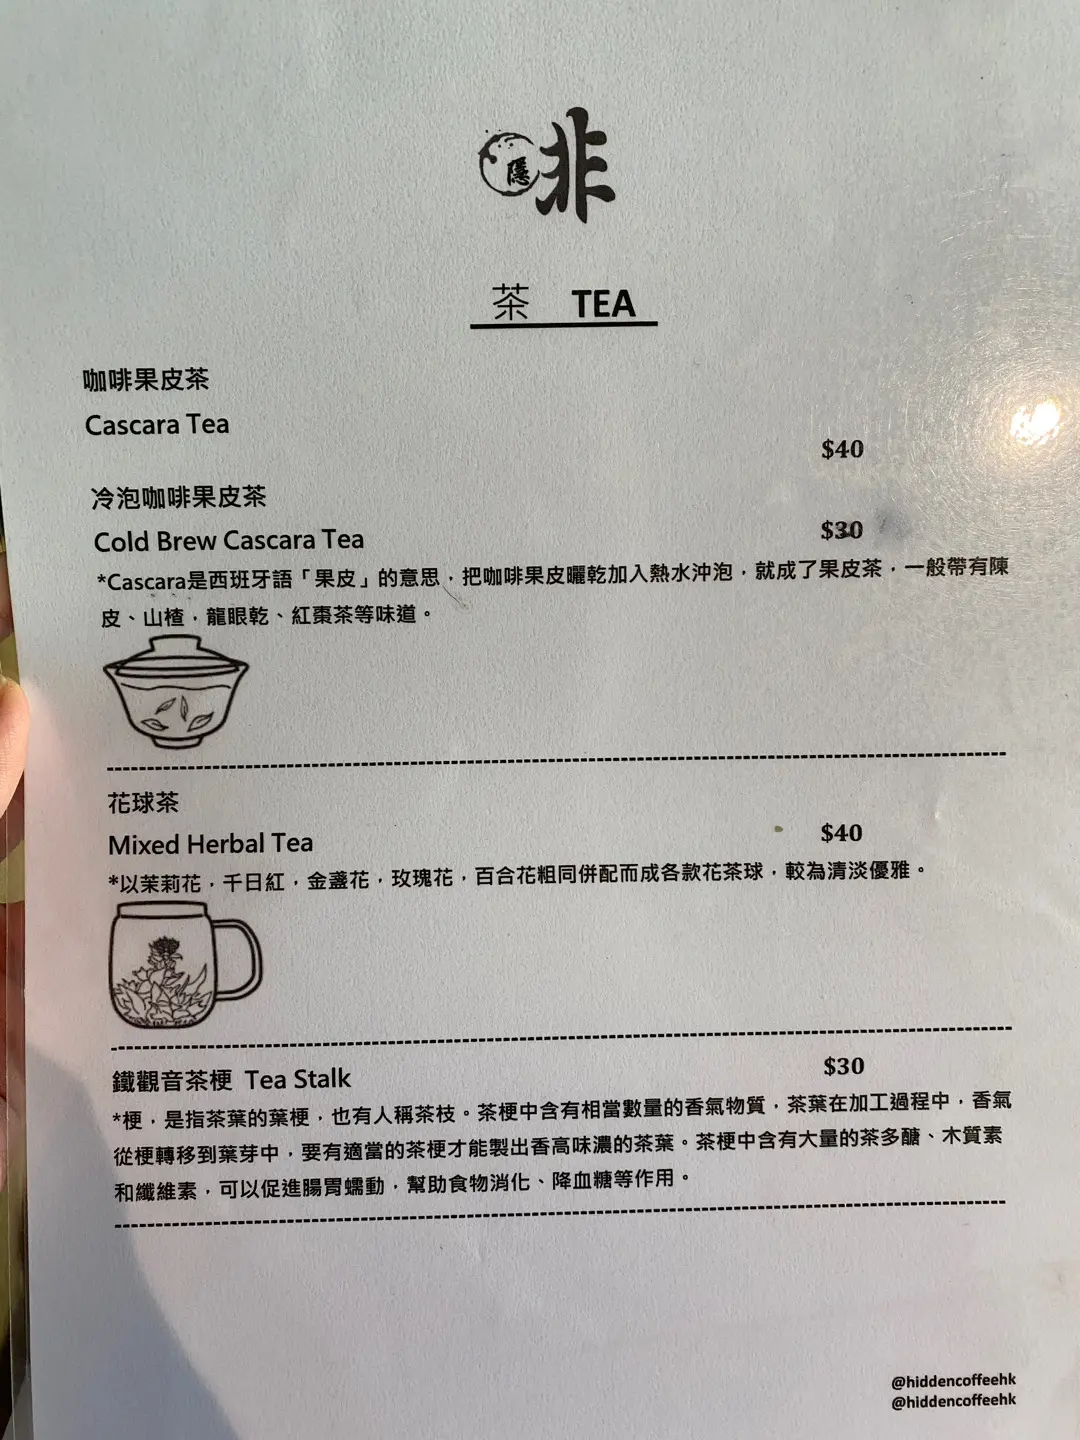 隱 非
茶 TEA
咖啡果皮茶
Cascara Tea
$40
冷泡咖啡果皮茶
Cold Brew Cascara Tea $30
*Cascara是西班牙語「果皮」的意思，把咖啡果皮曬乾加入熱水沖泡，就成了果皮茶，一般帶有陳
皮、山楂，龍眼乾、紅棗茶等味道。
花球茶
Mixed Herbal Tea $40
*以茉莉花，千日紅，金盞花，玫瑰花，百合花粗同併配而成各款花茶球，較為清淡優雅。
鐵觀音茶梗 Tea Stalk $30
*梗，是指茶葉的葉梗，也有人稱茶枝。茶梗中含有相當數量的香氣物質，茶葉在加工過程中，香氣
從梗轉移到葉芽中，要有適當的茶梗才能製出香高味濃的茶葉。茶梗中含有大量的茶多醣、木質素
和纖維素，可以促進腸胃蠕動，幫助食物消化、降血糖等作用。
@hiddencoffeehk
@hiddencoffeehk